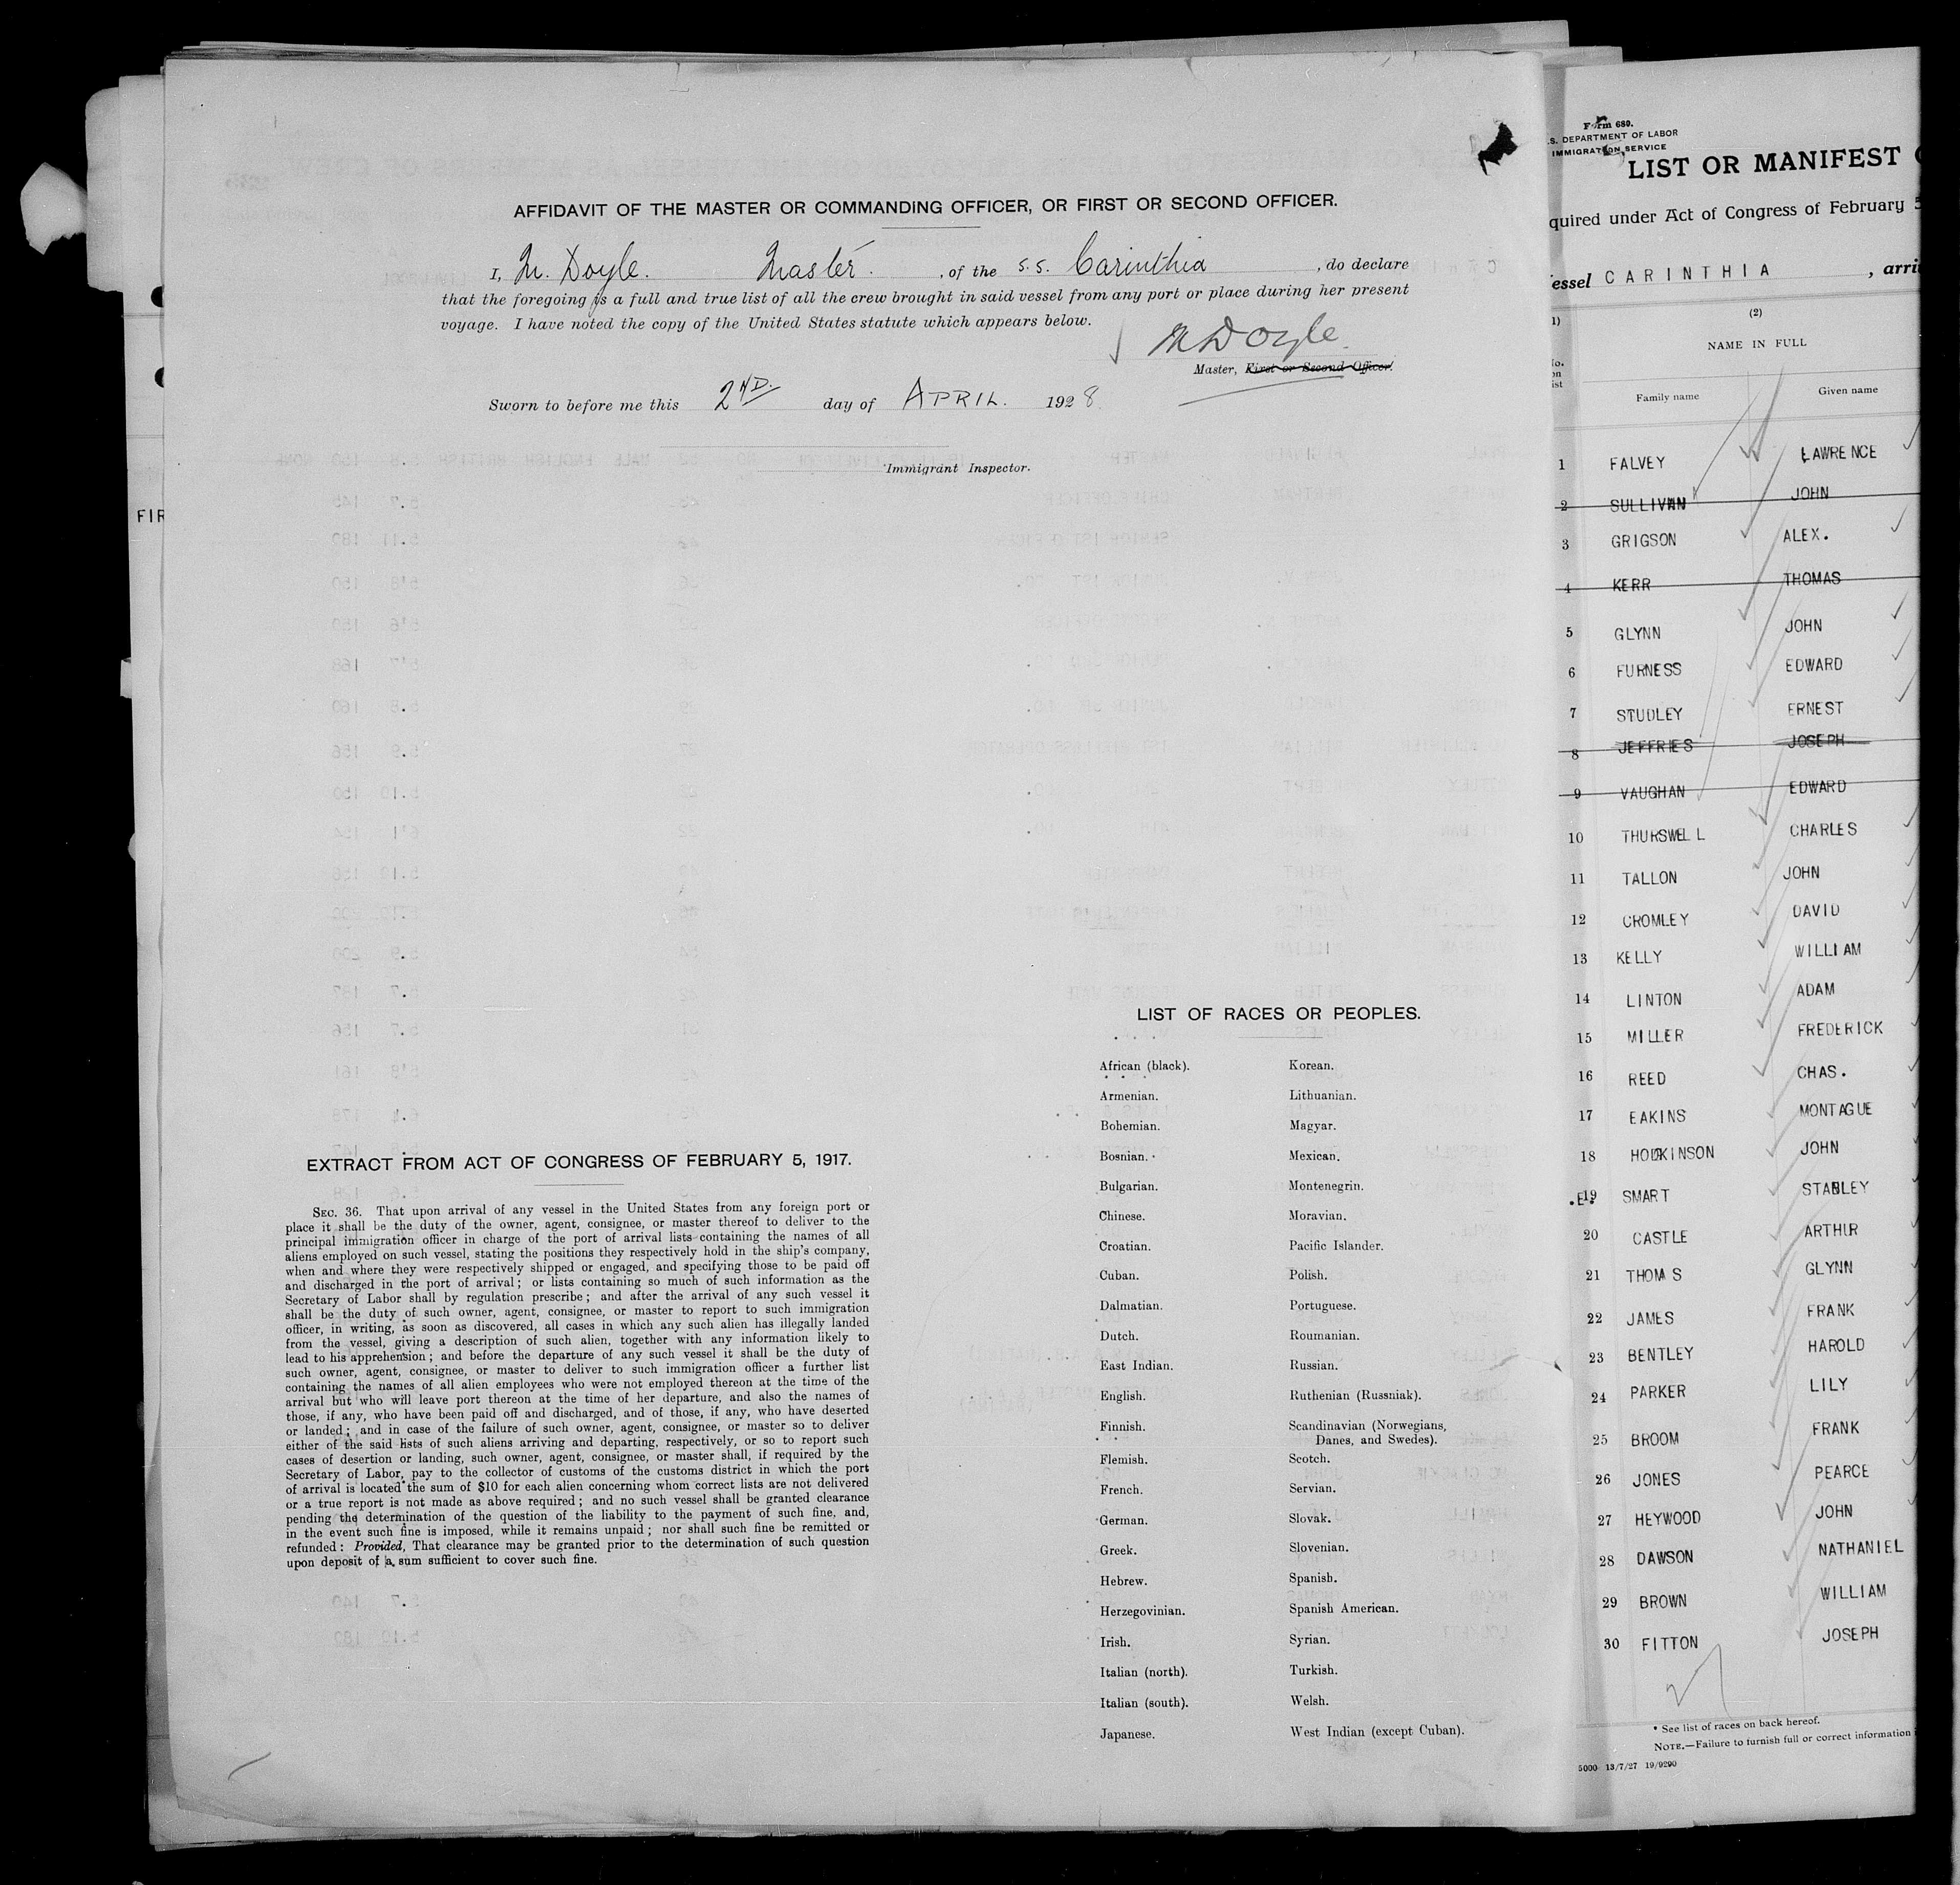 AFFIDAVIT OF THE MASTER OR COMMANDING OFFICER, OR FIRST OR SECOND OFFICER.
I, M. Doyle. Master. , of the S.S. Carinthia , do declare
that the foregoing is a full and true list of all the crew brought in said vessel from any port or place during her present
voyage. I have noted the copy of the United States statute which appears below.
M Doyle.
Master, First or Second Officer.
Sworn to before me this 2ND. day of APRIL. 1928
Immigrant Inspector.
EXTRACT FROM ACT OF CONGRESS OF FEBRUARY 5, 1917.
SEC. 36. That upon arrival of any vessel in the United States from any foreign port or
place it shall be the duty of the owner, agent, consignee, or master thereof to deliver to the
principal immigration officer in charge of the port of arrival lists containing the names of all
aliens employed on such vessel, stating the positions they respectively hold in the ship's company,
when and where they were respectively shipped or engaged, and specifying those to be paid off
and discharged in the port of arrival; or lists containing so much of such information as the
Secretary of Labor shall by regulation prescribe; and after the arrival of any such vessel it
shall be the duty of such owner, agent, consignee, or master to report to such immigration
officer, in writing, as soon as discovered, all cases in which any such alien has illegally landed
from the vessel, giving a description of such alien, together with any information likely to
lead to his apprehension; and before the departure of any such vessel it shall be the duty of
such owner, agent, consignee, or master to deliver to such immigration officer a further list
containing the names of all alien employees who were not employed thereon at the time of the
arrival but who will leave port thereon at the time of her departure, and also the names of
those, if any, who have been paid off and discharged, and of those, if any, who have deserted
or landed; and in case of the failure of such owner, agent, consignee, or master so to deliver
either of the said lists of such aliens arriving and departing, respectively, or so to report such
cases of desertion or landing, such owner, agent, consignee, or master shall, if required by the
Secretary of Labor, pay to the collector of customs of the customs district in which the port
of arrival is located the sum of $10 for each alien concerning whom correct lists are not delivered
or a true report is not made as above required; and no such vessel shall be granted clearance
pending the determination of the question of the liability to the payment of such fine, and,
in the event such fine is imposed, while it remains unpaid; nor shall such fine be remitted or
refunded: Provided, That clearance may be granted prior to the determination of such question
upon deposit of a sum sufficient to cover such fine.
LIST OF RACES OR PEOPLES.
African (black). Korean.
Armenian. Lithuanian.
Bohemian. Magyar.
Bosnian. Mexican.
Bulgarian. Montenegrin.
Chinese. Moravian.
Croatian. Pacific Islander.
Cuban. Polish.
Dalmatian. Portuguese.
Dutch. Roumanian.
East Indian. Russian.
English. Ruthenian (Russniak).
Finnish. Scandinavian (Norwegians,
Danes, and Swedes).
Flemish. Scotch.
French. Servian.
German. Slovak.
Greek. Slovenian.
Hebrew. Spanish.
Herzegovinian. Spanish American.
Irish. Syrian.
Italian (north). Turkish.
Italian (south). Welsh.
Japanese. West Indian (except Cuban).
FIR
Form 680.
.S. DEPARTMENT OF LABOR
IMMIGRATION SERVICE
LIST OR MANIFEST
quired under Act of Congress of February 5
essel CARINTHIA , arri
1) (2)
NAME IN FULL
No.
on
ist
Family name Given name
1 FALVEY LAWRENCE
2 SULLIVAN JOHN
3 GRIGSON ALEX.
4 KERR THOMAS
5 GLYNN JOHN
6 FURNESS EDWARD
7 STUDLEY ERNEST
8 JEFFRIES JOSEPH
9 VAUGHAN EDWARD
10 THURSWELL CHARLES
11 TALLON JOHN
12 CROMLEY DAVID
13 KELLY WILLIAM
14 LINTON ADAM
15 MILLER FREDERICK
16 REED CHAS.
17 EAKINS MONTAGUE
18 HODKINSON JOHN
.E.19 SMART STANLEY
20 CASTLE ARTHUR
21 THOMAS GLYNN
22 JAMES FRANK
23 BENTLEY HAROLD
24 PARKER LILY
25 BROOM FRANK
26 JONES PEARCE
27 HEYWOOD JOHN
28 DAWSON NATHANIEL
29 BROWN WILLIAM
30 FITTON JOSEPH
* See list of races on back hereof.
NOTE.—Failure to furnish full or correct information
5000 13/7/27 19/9290